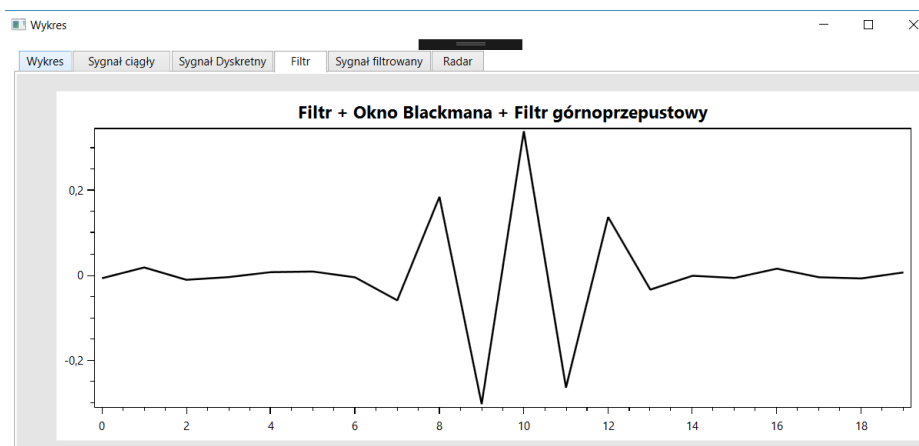 Wykres
Wykres Sygnał ciągły Sygnał Dyskretny Filtr Sygnał filtrowany Radar
Filtr + Okno Blackmana + Filtr górnoprzepustowy
0,2
0
-0,2
0 2 4 6 8 10 12 14 16 18